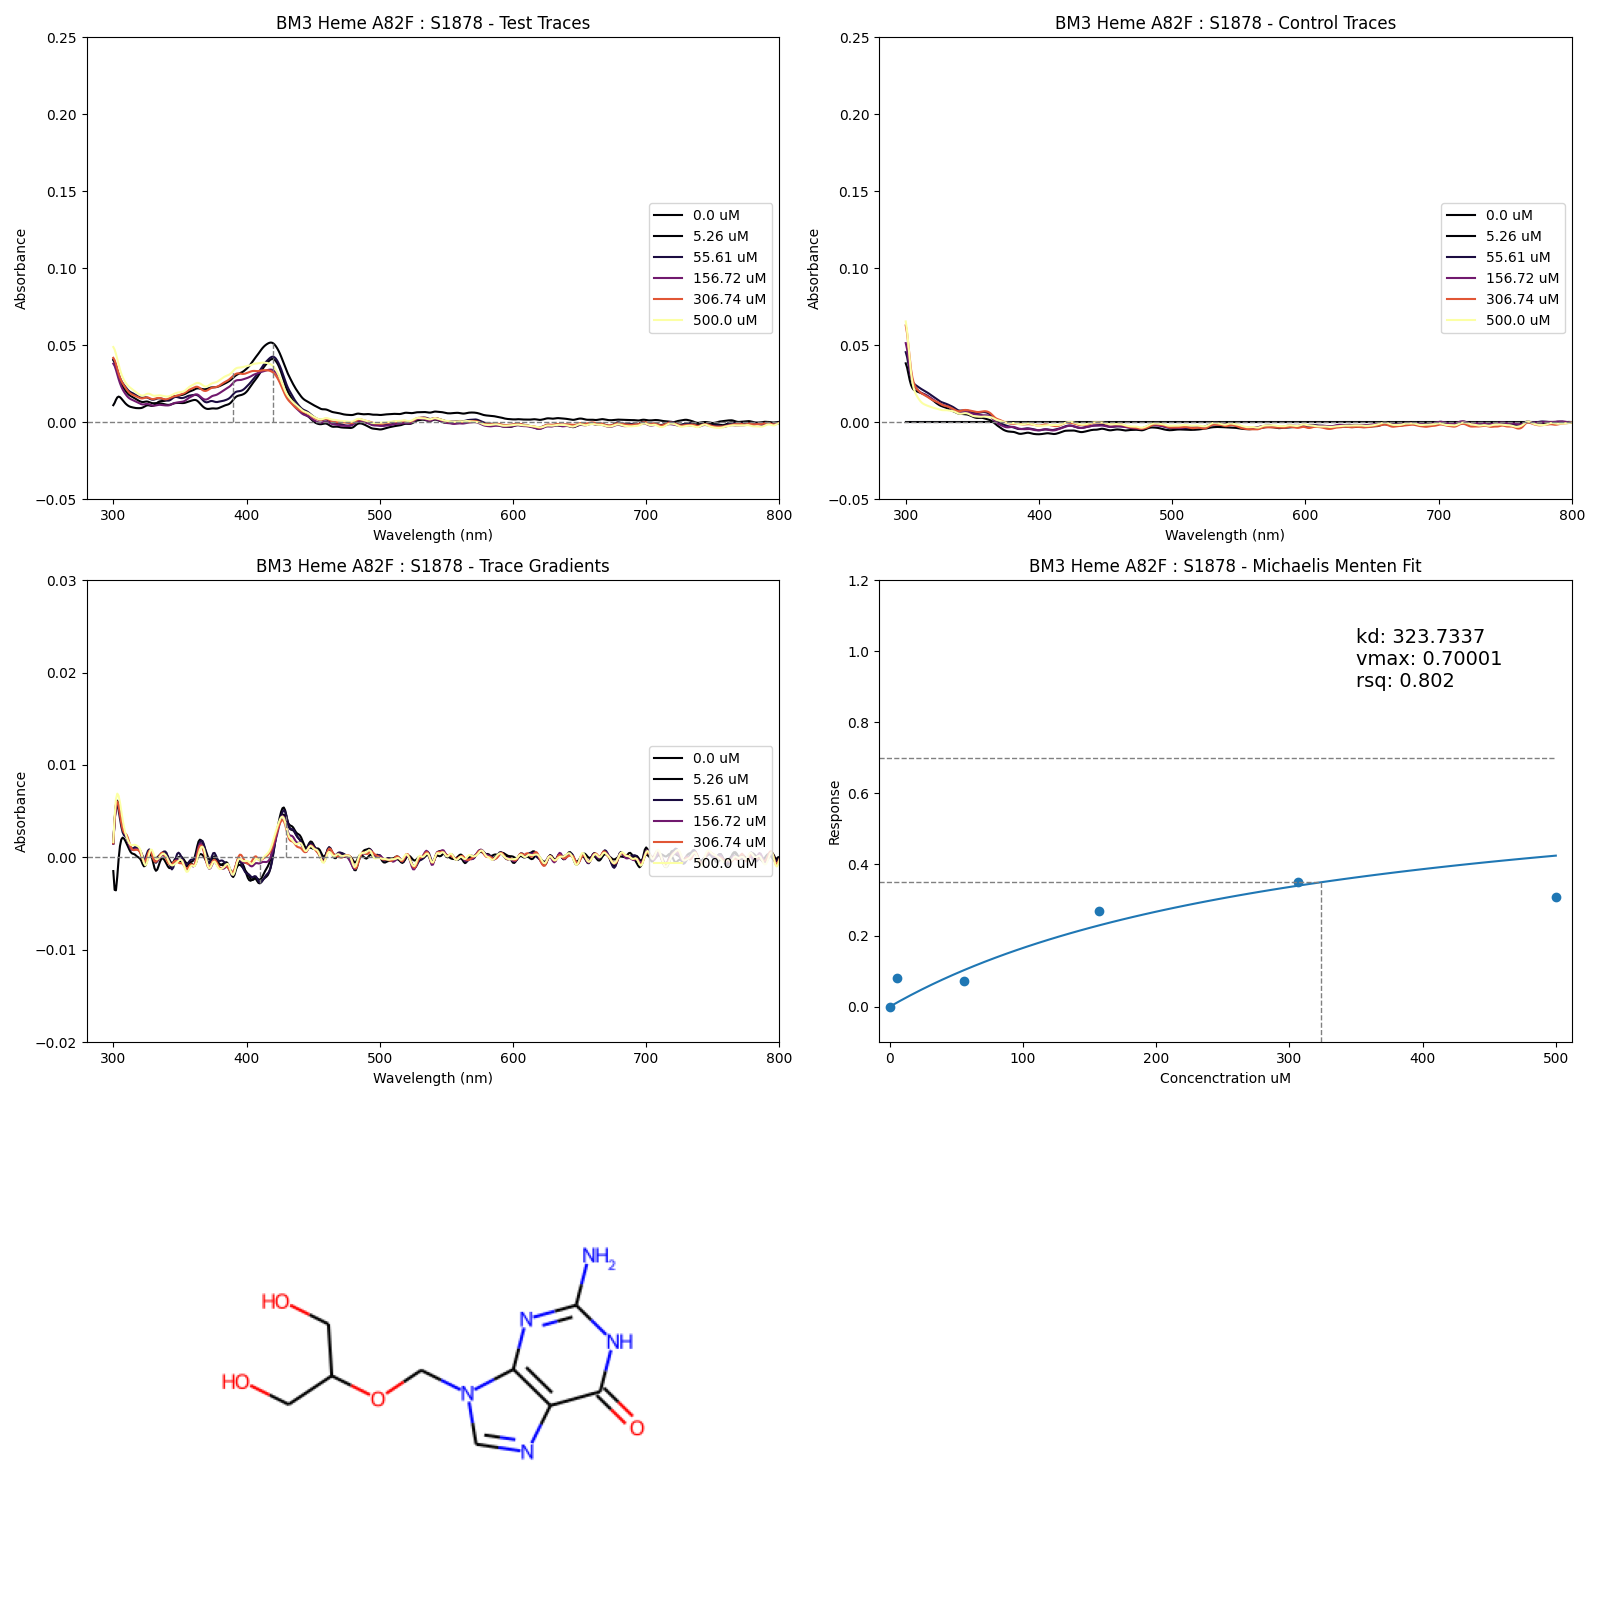 BM3 Heme A82F : S1878 - Test Traces
0.25
0.20
0.15
0.10
0.05
0.00
−0.05
Absorbance
300 400 500 600 700 800
Wavelength (nm)
0.0 uM
5.26 uM
55.61 uM
156.72 uM
306.74 uM
500.0 uM
BM3 Heme A82F : S1878 - Control Traces
0.25
0.20
0.15
0.10
0.05
0.00
−0.05
Absorbance
300 400 500 600 700 800
Wavelength (nm)
0.0 uM
5.26 uM
55.61 uM
156.72 uM
306.74 uM
500.0 uM
BM3 Heme A82F : S1878 - Trace Gradients
0.03
0.02
0.01
0.00
−0.01
−0.02
Absorbance
300 400 500 600 700 800
Wavelength (nm)
0.0 uM
5.26 uM
55.61 uM
156.72 uM
306.74 uM
500.0 uM
BM3 Heme A82F : S1878 - Michaelis Menten Fit
1.2
1.0
0.8
0.6
0.4
0.2
0.0
Response
kd: 323.7337
vmax: 0.70001
rsq: 0.802
0 100 200 300 400 500
Concenctration uM
NH2
HO
N
NH
HO
O
N
O
N